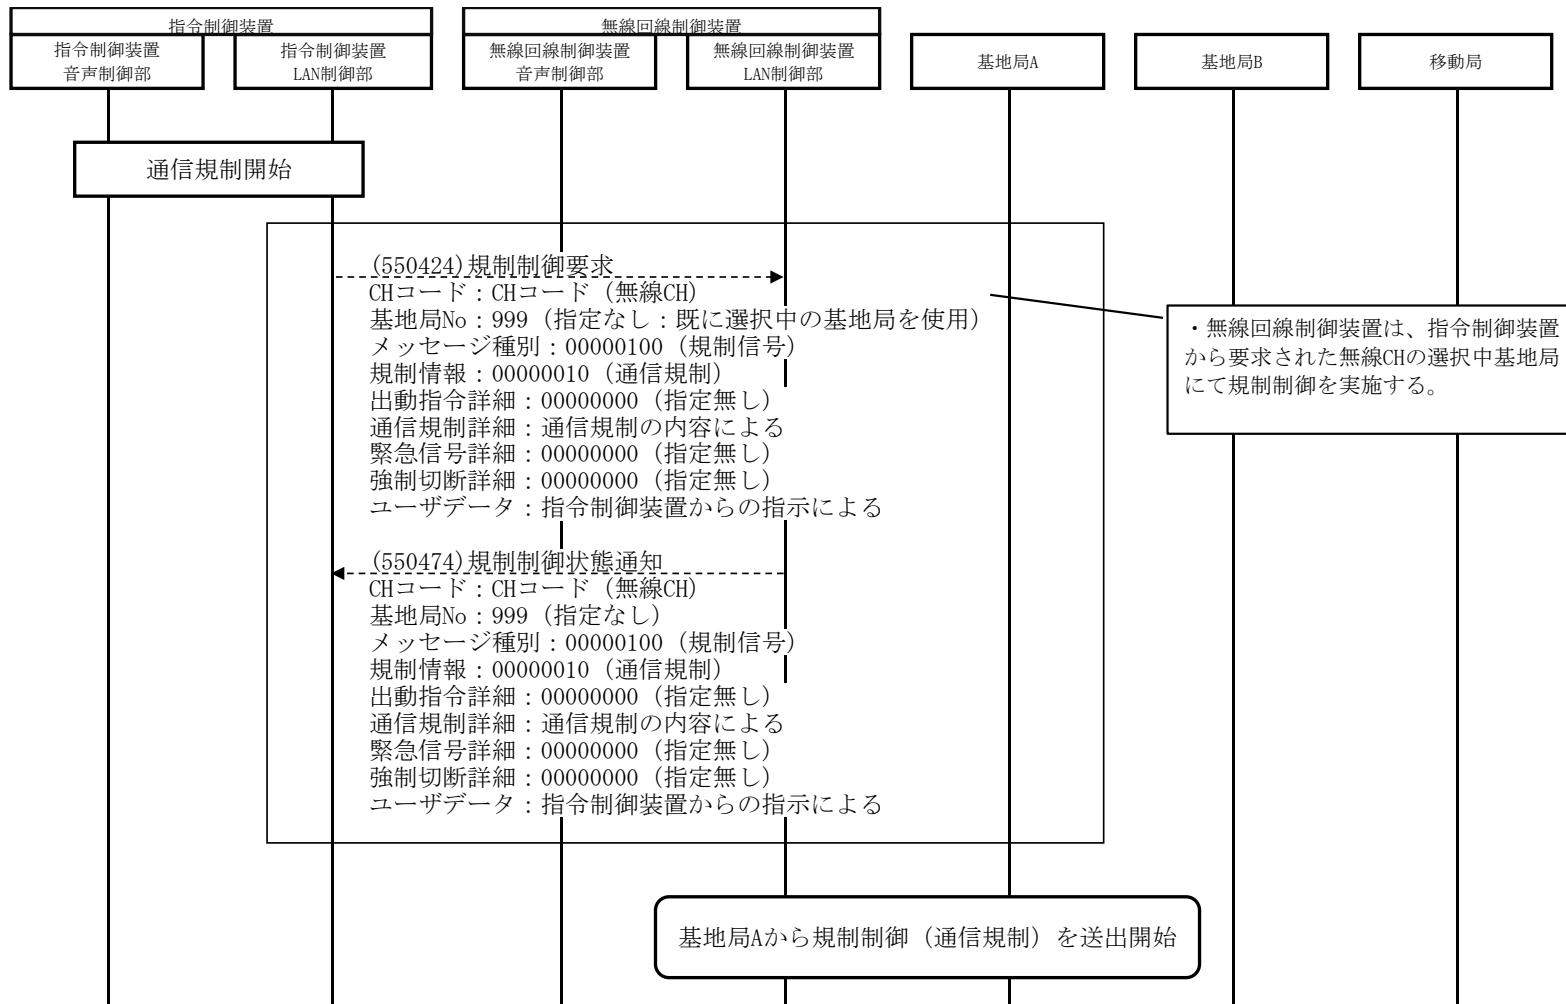 指令制御装置
無線回線制御装置
指令制御装置
音声制御部
指令制御装置
LAN制御部
無線回線制御装置
音声制御部
無線回線制御装置
LAN制御部
基地局A
基地局B
移動局
通信規制開始
(550424)規制制御要求
CHコード：CHコード（無線CH）
基地局No：999（指定なし：既に選択中の基地局を使用）
メッセージ種別：00000100（規制信号）
規制情報：00000010（通信規制）
出動指令詳細：00000000（指定無し）
通信規制詳細：通信規制の内容による
緊急信号詳細：00000000（指定無し）
強制切断詳細：00000000（指定無し）
ユーザデータ：指令制御装置からの指示による
・無線回線制御装置は、指令制御装置
から要求された無線CHの選択中基地局
にて規制制御を実施する。
(550474)規制制御状態通知
CHコード：CHコード（無線CH）
基地局No：999（指定なし）
メッセージ種別：00000100（規制信号）
規制情報：00000010（通信規制）
出動指令詳細：00000000（指定無し）
通信規制詳細：通信規制の内容による
緊急信号詳細：00000000（指定無し）
強制切断詳細：00000000（指定無し）
ユーザデータ：指令制御装置からの指示による
基地局Aから規制制御（通信規制）を送出開始